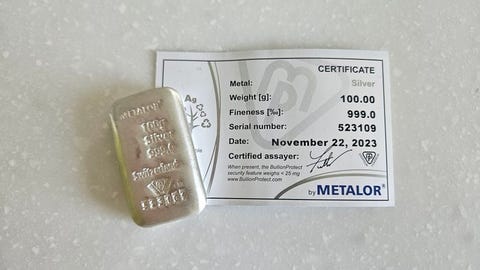 METALOR®
100g
Silver
999.0
Switzerland
523109
Ag
CERTIFICATE
Metal: Silver
Weight [g]: 100.00
Fineness [‰]: 999.0
Serial number: 523109
Date: November 22, 2023
Certified assayer:
When present, the BullionProtect
security feature weighs < 25 mg
www.BullionProtect.com
by METALOR®